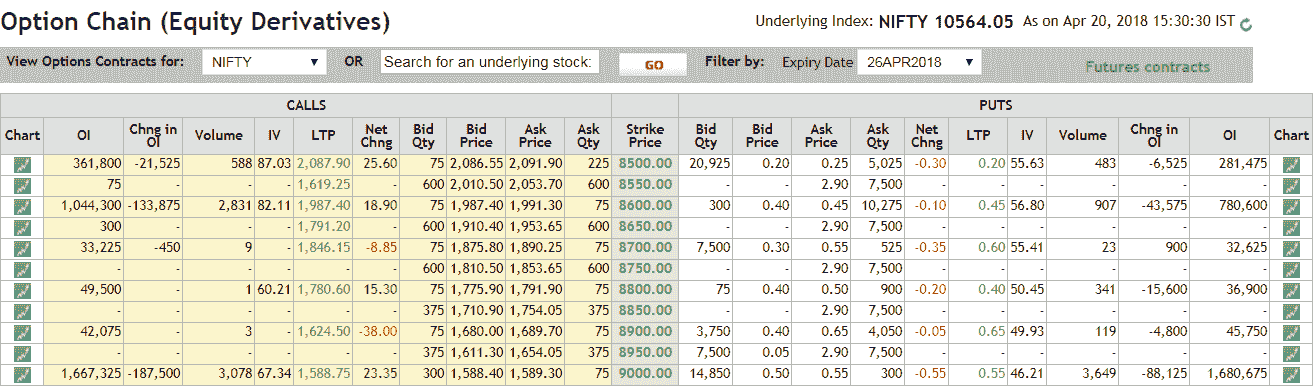 Option Chain (Equity Derivatives) Underlying Index: NIFTY 10564.05 As on Apr 20, 2018 15:30:30 IST
View Options Contracts for: NIFTY OR Search for an underlying stock: GO Filter by: Expiry Date 26APR2018 Futures contracts
CALLS PUTS
Chart OI Chng in OI Volume IV LTP Net Chng Bid Qty Bid Price Ask Price Ask Qty Strike Price Bid Qty Bid Price Ask Price Ask Qty Net Chng LTP IV Volume Chng in OI OI Chart
361,800 -21,525 588 87.03 2,087.90 25.60 75 2,086.55 2,091.90 225 8500.00 20,925 0.20 0.25 5,025 -0.30 0.20 55.63 483 -6,525 281,475
75 - - - 1,619.25 - 600 2,010.50 2,053.70 600 8550.00 - - 2.90 7,500 - - - - - -
1,044,300 -133,875 2,831 82.11 1,987.40 18.90 75 1,987.40 1,991.30 75 8600.00 300 0.40 0.45 10,275 -0.10 0.45 56.80 907 -43,575 780,600
300 - - - 1,791.20 - 600 1,910.40 1,953.65 600 8650.00 - - 2.90 7,500 - - - - - -
33,225 -450 9 - 1,846.15 -8.85 75 1,875.80 1,890.25 75 8700.00 7,500 0.30 0.55 525 -0.35 0.60 55.41 23 900 32,625
- - - - - - 600 1,810.50 1,853.65 600 8750.00 - - 2.90 7,500 - - - - - -
49,500 - 1 60.21 1,780.60 15.30 75 1,775.90 1,791.90 75 8800.00 75 0.40 0.50 900 -0.20 0.40 50.45 341 -15,600 36,900
- - - - - - 375 1,710.90 1,754.05 375 8850.00 - - 2.90 7,500 - - - - - -
42,075 - 3 - 1,624.50 -38.00 75 1,680.00 1,689.70 75 8900.00 3,750 0.40 0.65 4,050 -0.05 0.65 49.93 119 -4,800 45,750
- - - - - - 375 1,611.30 1,654.05 375 8950.00 7,500 0.05 2.90 7,500 - - - - - -
1,667,325 -187,500 3,078 67.34 1,588.75 23.35 300 1,588.40 1,589.30 75 9000.00 14,850 0.50 0.55 300 -0.55 0.55 46.21 3,649 -88,125 1,680,675